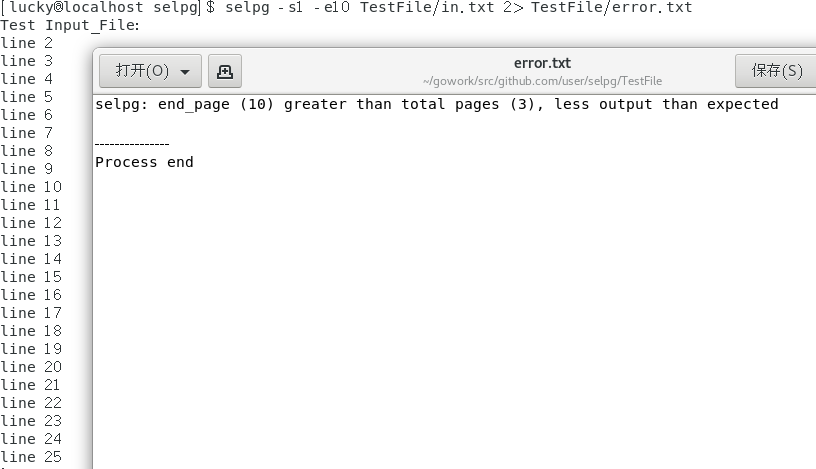 [lucky@localhost selpg]$ selpg -s1 -e10 TestFile/in.txt 2> TestFile/error.txt
Test Input_File:
line 2
line 3
line 4
line 5
line 6
line 7
line 8
line 9
line 10
line 11
line 12
line 13
line 14
line 15
line 16
line 17
line 18
line 19
line 20
line 21
line 22
line 23
line 24
line 25
打开(O)
error.txt
~/gowork/src/github.com/user/selpg/TestFile
保存(S)
selpg: end_page (10) greater than total pages (3), less output than expected
---------------
Process end